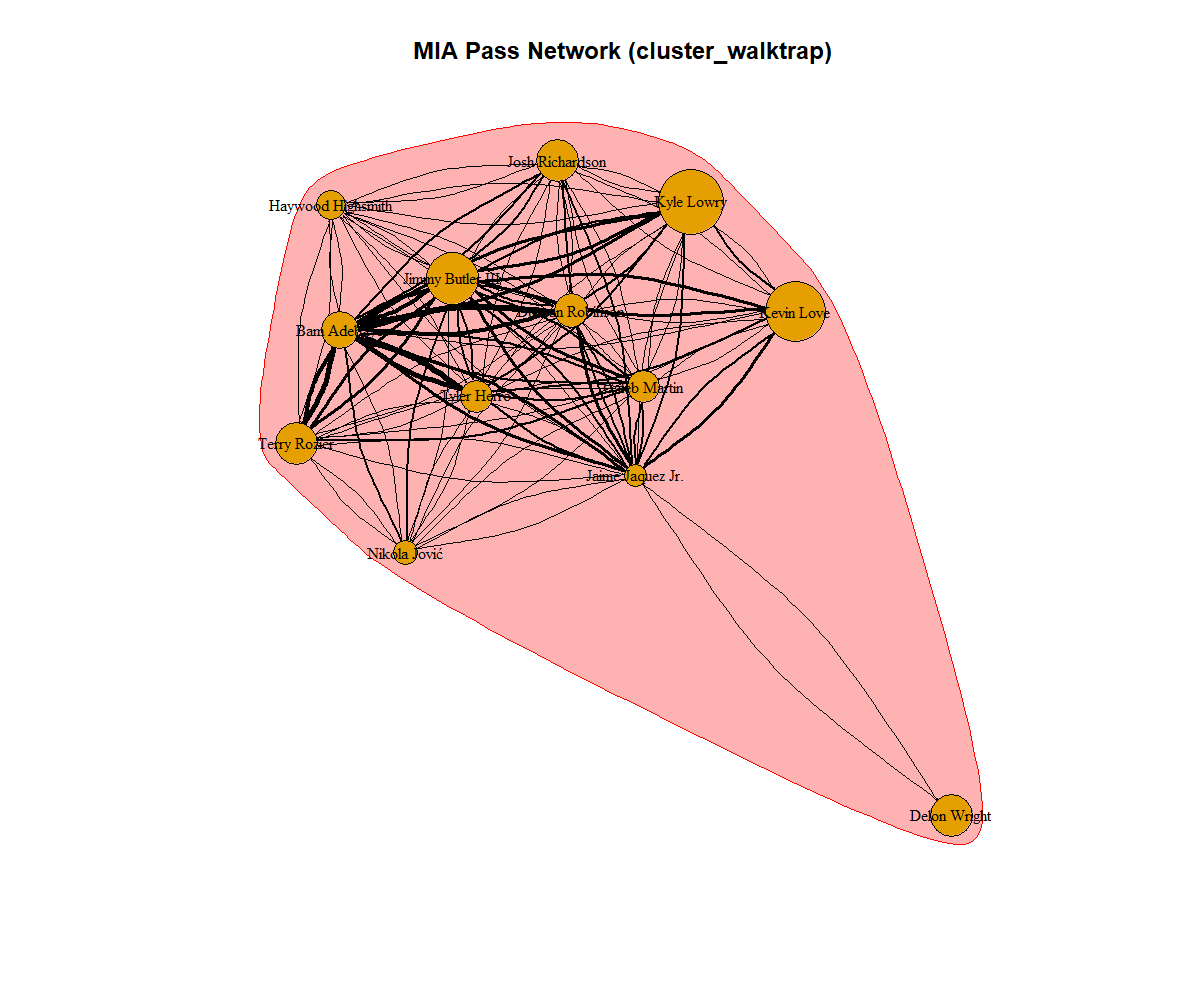 MIA Pass Network (cluster_walktrap)
Josh Richardson
Kyle Lowry
Haywood Highsmith
Jimmy Butler III
Duncan Robinson
Kevin Love
Bam Adebayo
Caleb Martin
Tyler Herro
Terry Rozier
Jaime Jaquez Jr.
Nikola Jović
Delon Wright